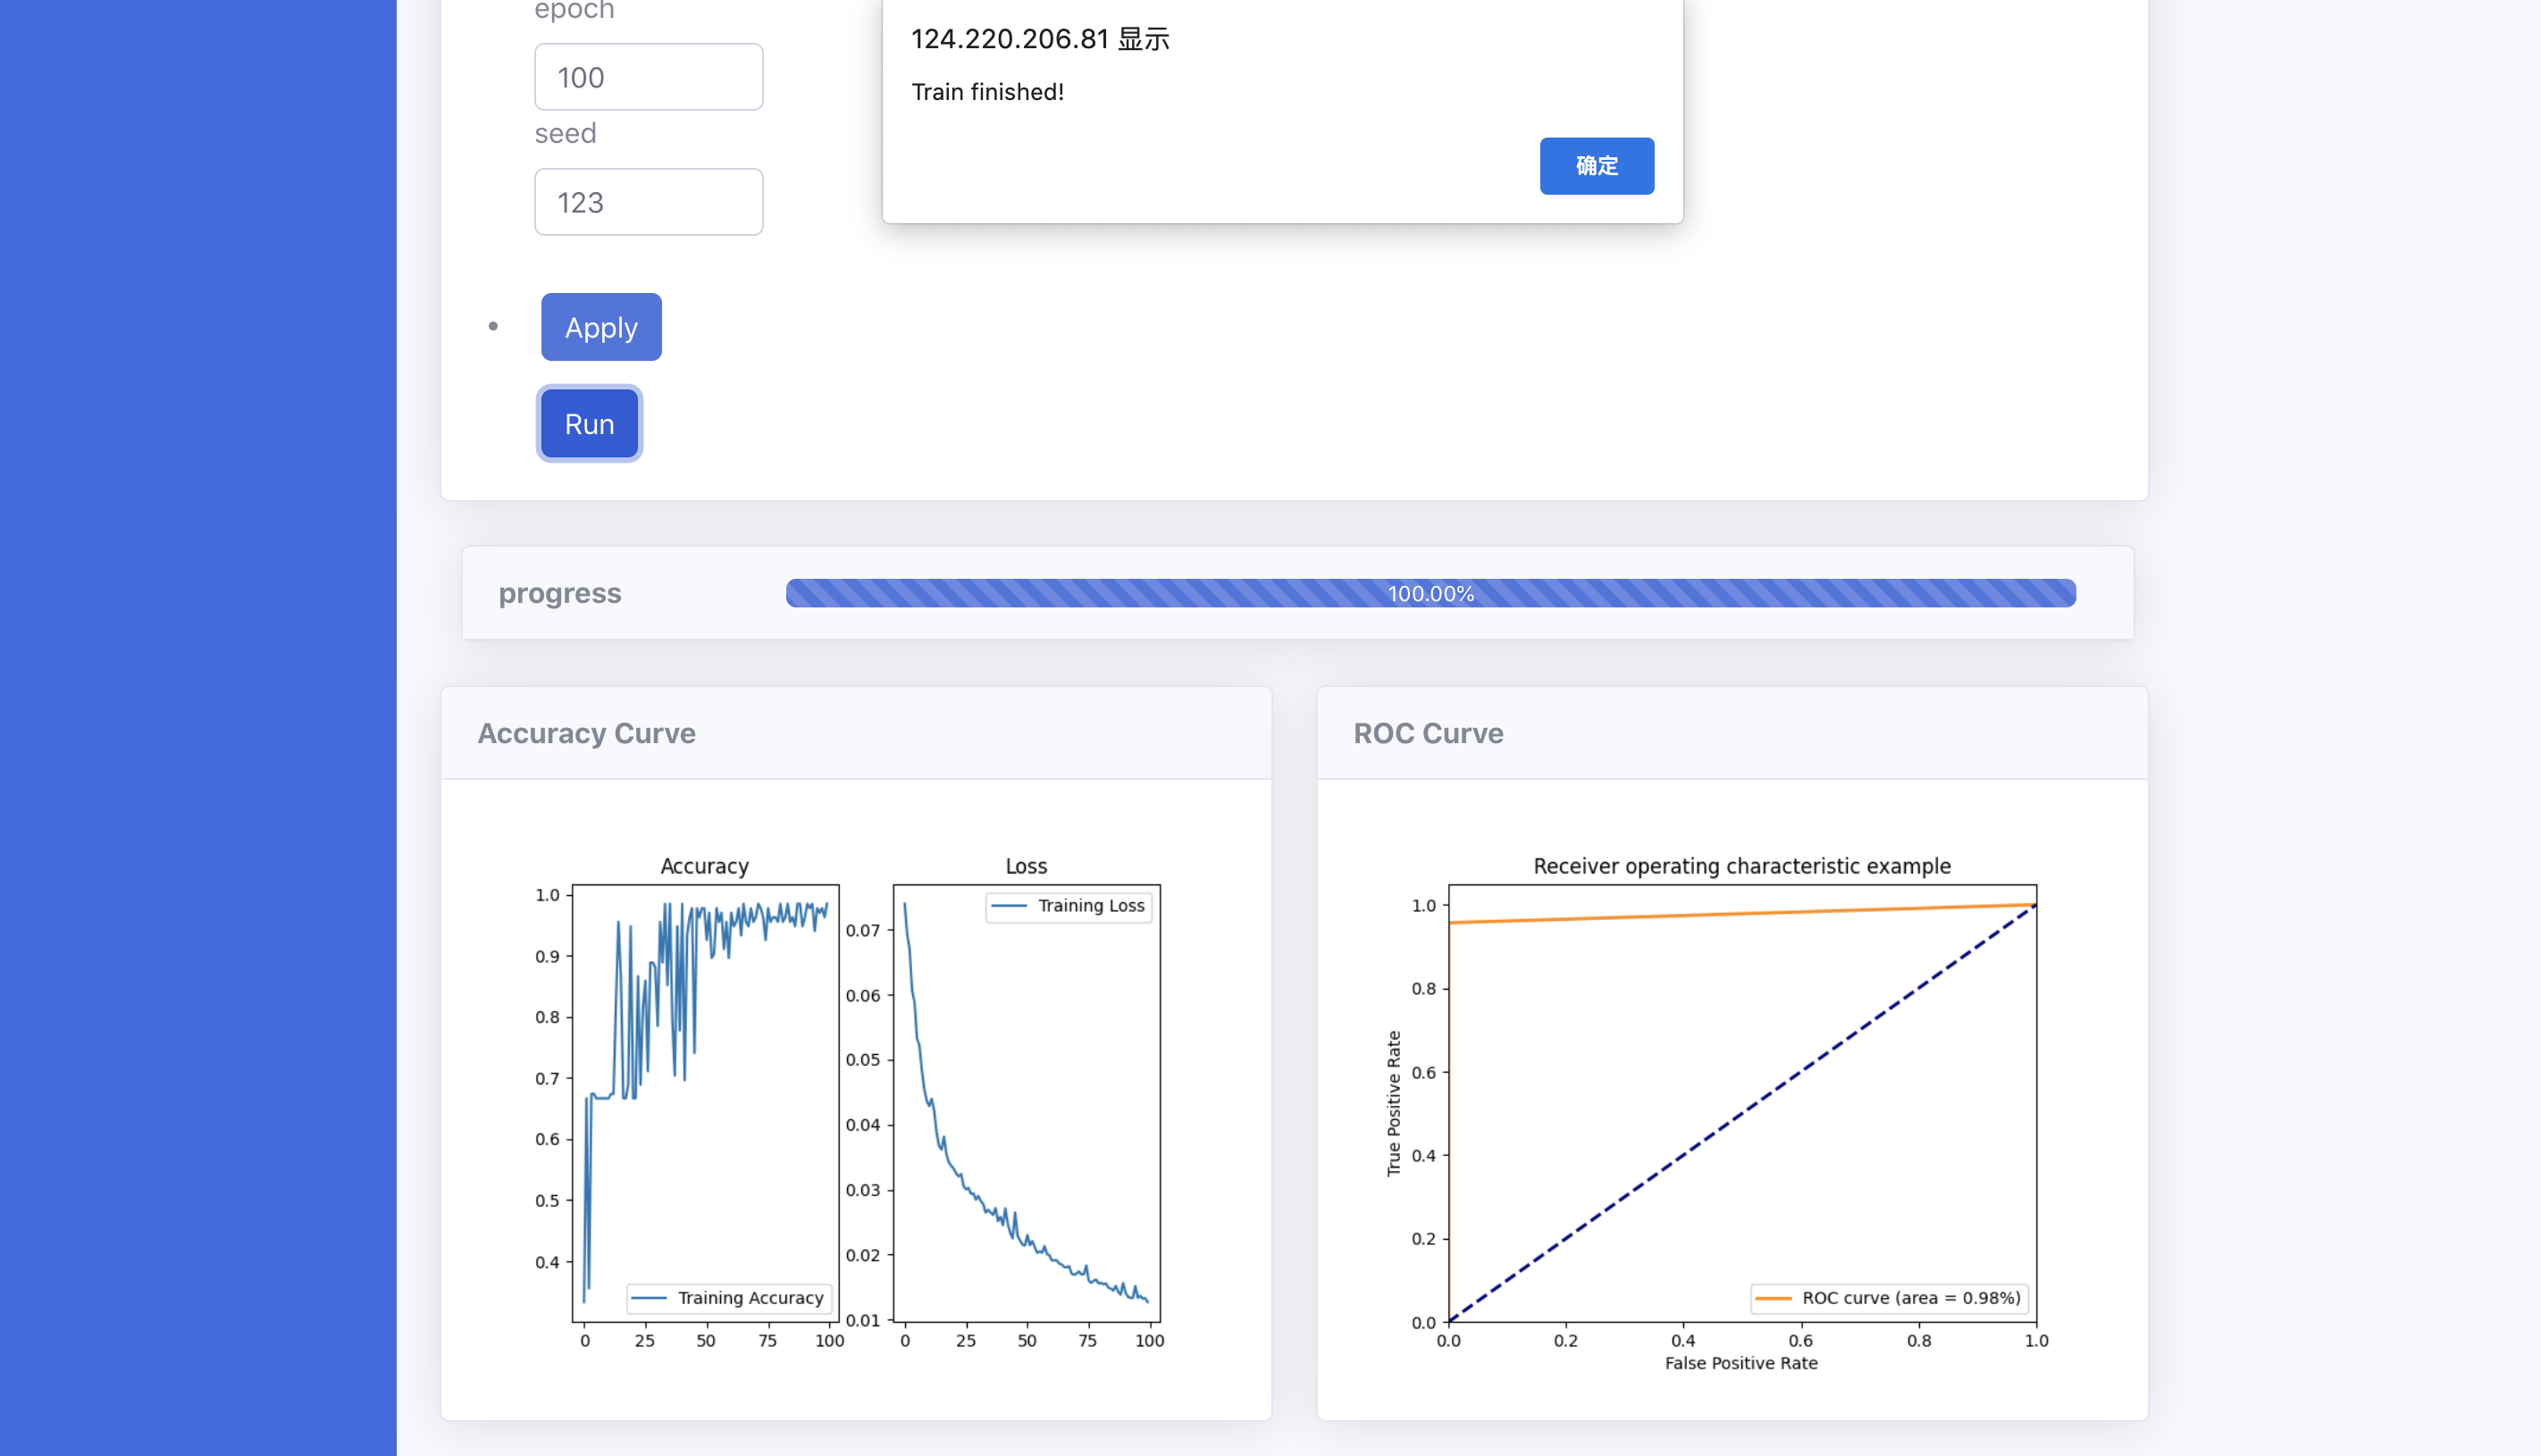 epoch
100
seed
123
124.220.206.81 显示
Train finished!
确定
Apply
Run
progress
100.00%
Accuracy Curve
Accuracy
1.0
0.9
0.8
0.7
0.6
0.5
0.4
Training Accuracy
0 25 50 75 100
Loss
Training Loss
0.07
0.06
0.05
0.04
0.03
0.02
0.01
0 25 50 75 100
ROC Curve
Receiver operating characteristic example
1.0
0.8
0.6
0.4
0.2
0.0
True Positive Rate
ROC curve (area = 0.98%)
0.0 0.2 0.4 0.6 0.8 1.0
False Positive Rate